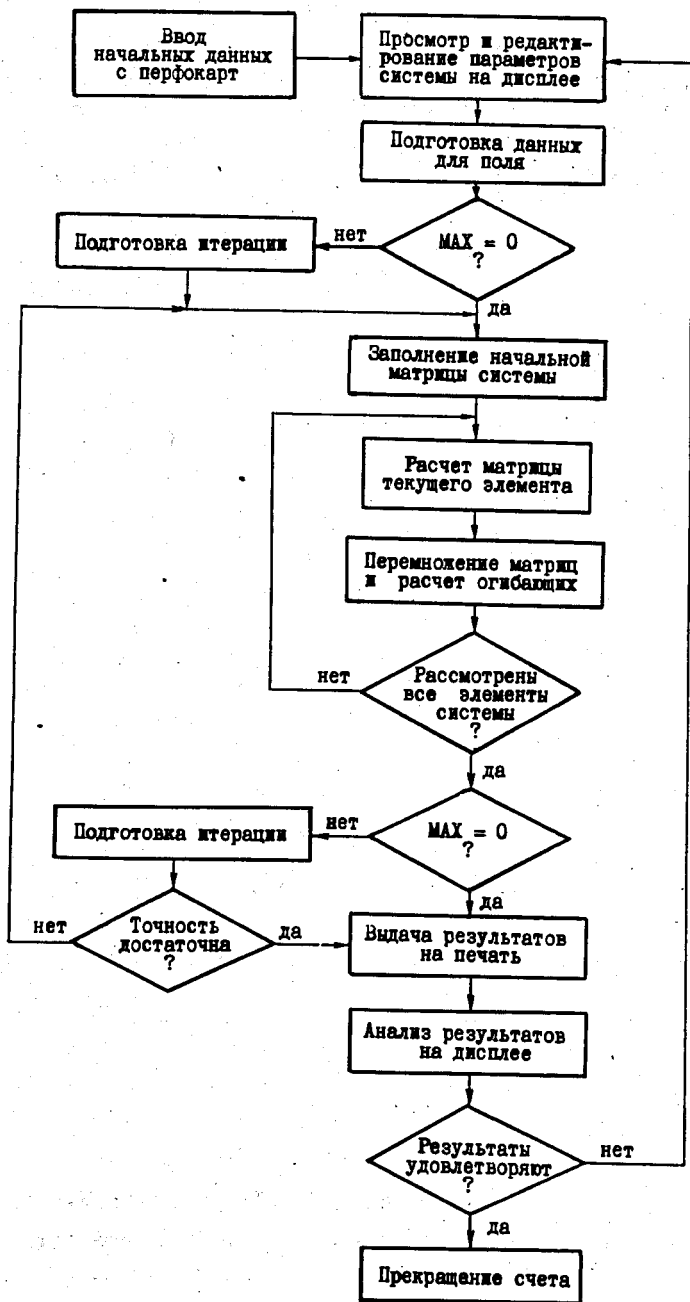 Ввод
начальных данных
с перфокарт
Просмотр и редакти-
рование параметров
системы на дисплее
Подготовка данных
для поля
Подготовка итерации
нет
MAX = 0
?
да
Заполнение начальной
матрицы системы
Расчет матрицы
текущего элемента
Перемножение матриц
и расчет огибающих
нет
Рассмотрены
все элементы
системы
?
да
Подготовка итерации
нет
MAX = 0
?
да
нет
Точность
достаточна
?
да
Выдача результатов
на печать
Анализ результатов
на дисплее
Результаты
удовлетворяют
?
нет
да
Прекращение счета